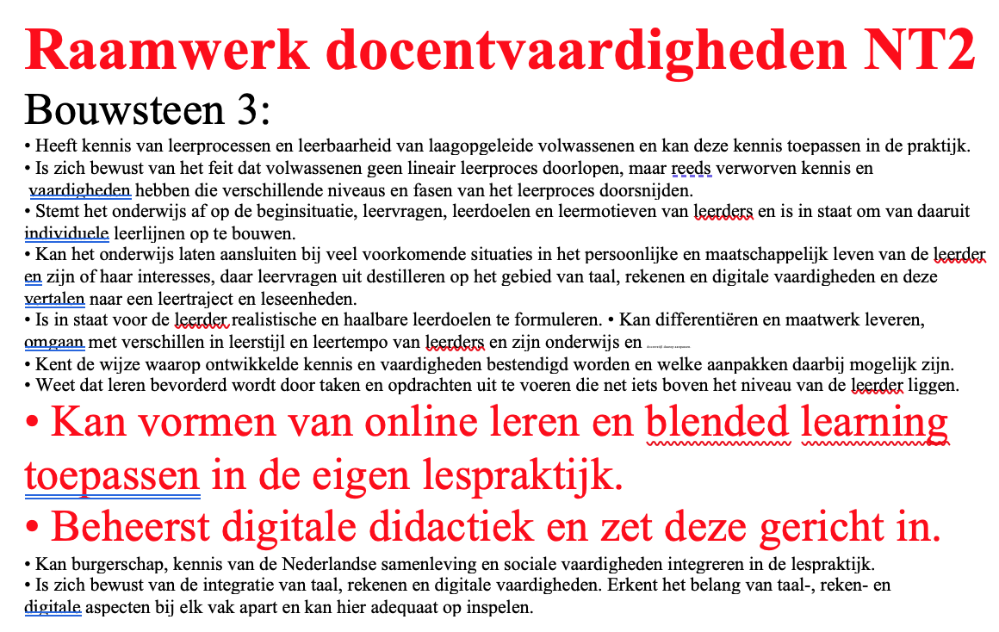 Raamwerk docentvaardigheden NT2
Bouwsteen 3:
• Heeft kennis van leerprocessen en leerbaarheid van laagopgeleide volwassenen en kan deze kennis toepassen in de praktijk.
• Is zich bewust van het feit dat volwassenen geen lineair leerproces doorlopen, maar reeds verworven kennis en
vaardigheden hebben die verschillende niveaus en fasen van het leerproces doorsnijden.
• Stemt het onderwijs af op de beginsituatie, leervragen, leerdoelen en leermotieven van leerders en is in staat om van daaruit
individuele leerlijnen op te bouwen.
• Kan het onderwijs laten aansluiten bij veel voorkomende situaties in het persoonlijke en maatschappelijk leven van de leerder
en zijn of haar interesses, daar leervragen uit destilleren op het gebied van taal, rekenen en digitale vaardigheden en deze
vertalen naar een leertraject en leseenheden.
• Is in staat voor de leerder realistische en haalbare leerdoelen te formuleren. • Kan differentiëren en maatwerk leveren,
omgaan met verschillen in leerstijl en leertempo van leerders en zijn onderwijs en
• Kent de wijze waarop ontwikkelde kennis en vaardigheden bestendigd worden en welke aanpakken daarbij mogelijk zijn.
• Weet dat leren bevorderd wordt door taken en opdrachten uit te voeren die net iets boven het niveau van de leerder liggen.
• Kan vormen van online leren en blended learning
toepassen in de eigen lespraktijk.
• Beheerst digitale didactiek en zet deze gericht in.
• Kan burgerschap, kennis van de Nederlandse samenleving en sociale vaardigheden integreren in de lespraktijk.
• Is zich bewust van de integratie van taal, rekenen en digitale vaardigheden. Erkent het belang van taal-, reken- en
digitale aspecten bij elk vak apart en kan hier adequaat op inspelen.